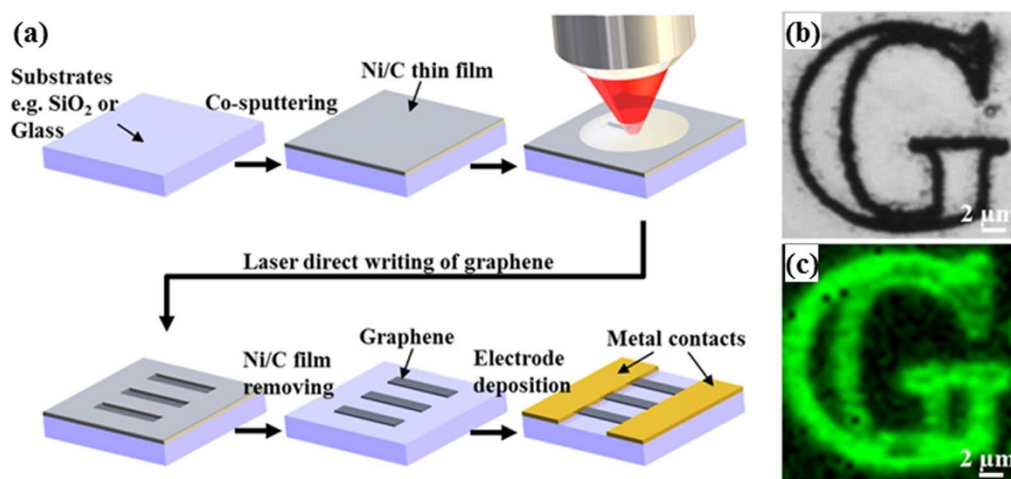 (a)
Substrates
e.g. SiO₂ or
Glass
Co-sputtering
Ni/C thin film
Laser direct writing of graphene
Ni/C film
removing
Graphene
Electrode
deposition
Metal contacts
(b)
G
2 μm
(c)
G
2 μm